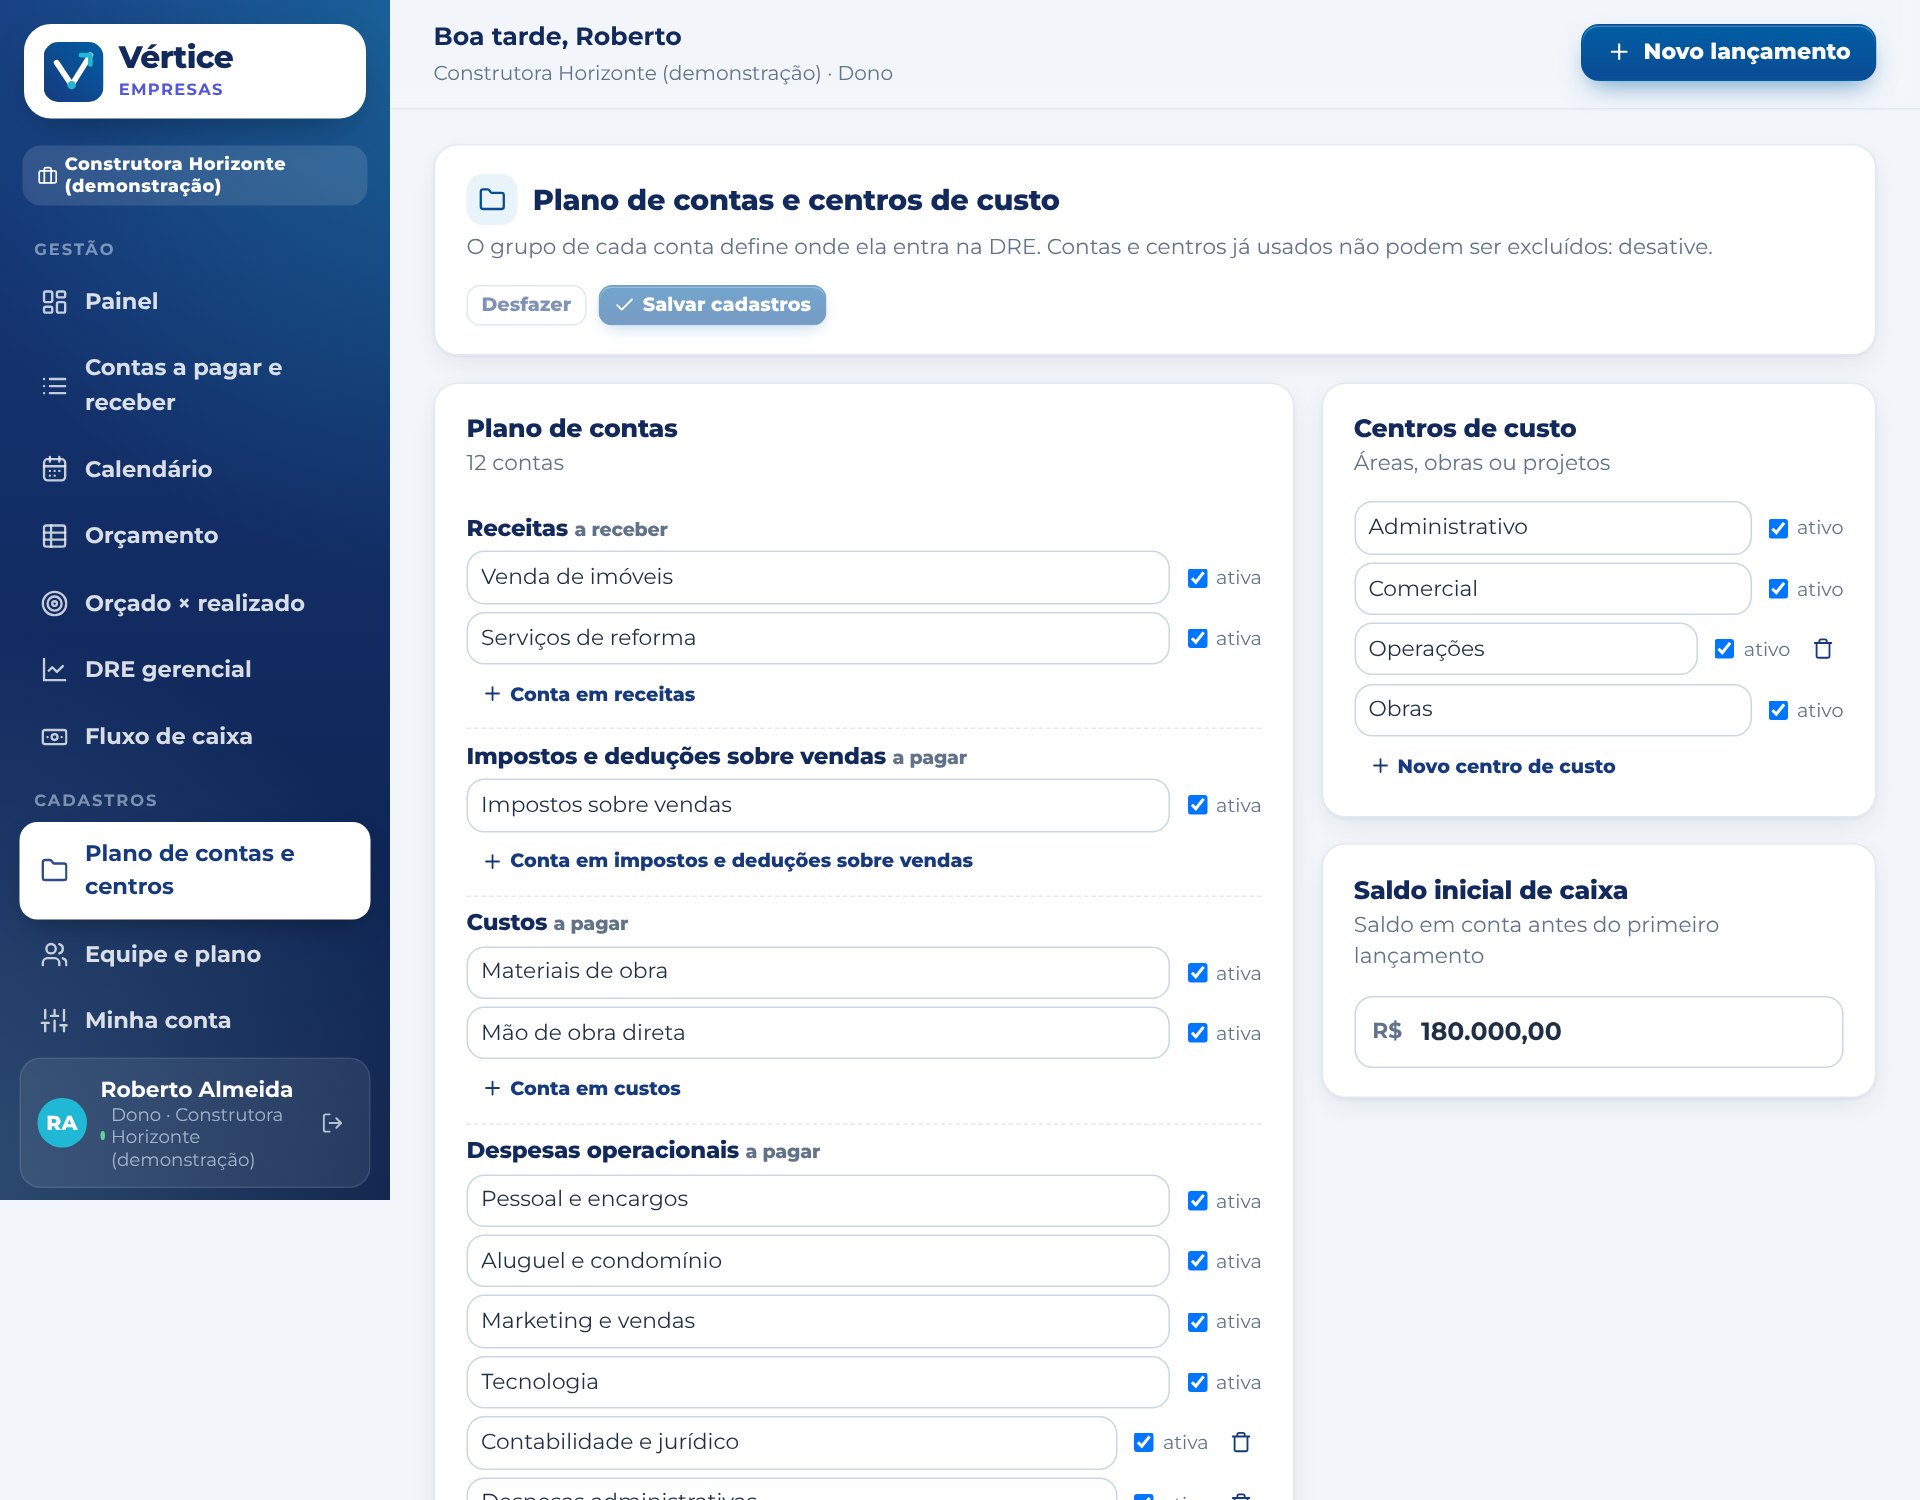 Vértice
EMPRESAS
Construtora Horizonte
(demonstração)
GESTÃO
Painel
Contas a pagar e
receber
Calendário
Orçamento
Orçado × realizado
DRE gerencial
Fluxo de caixa
CADASTROS
Plano de contas e
centros
Equipe e plano
Minha conta
RA
Roberto Almeida
Dono · Construtora
Horizonte
(demonstração)
Boa tarde, Roberto
Construtora Horizonte (demonstração) · Dono
Novo lançamento
Plano de contas e centros de custo
O grupo de cada conta define onde ela entra na DRE. Contas e centros já usados não podem ser excluídos: desative.
Desfazer
Salvar cadastros
Plano de contas
12 contas
Receitas a receber
Venda de imóveis ativa
Serviços de reforma ativa
+ Conta em receitas
Impostos e deduções sobre vendas a pagar
Impostos sobre vendas ativa
+ Conta em impostos e deduções sobre vendas
Custos a pagar
Materiais de obra ativa
Mão de obra direta ativa
+ Conta em custos
Despesas operacionais a pagar
Pessoal e encargos ativa
Aluguel e condomínio ativa
Marketing e vendas ativa
Tecnologia ativa
Contabilidade e jurídico ativa
Despesas administrativas
Centros de custo
Áreas, obras ou projetos
Administrativo ativo
Comercial ativo
Operações ativo
Obras ativo
+ Novo centro de custo
Saldo inicial de caixa
Saldo em conta antes do primeiro
lançamento
R$ 180.000,00